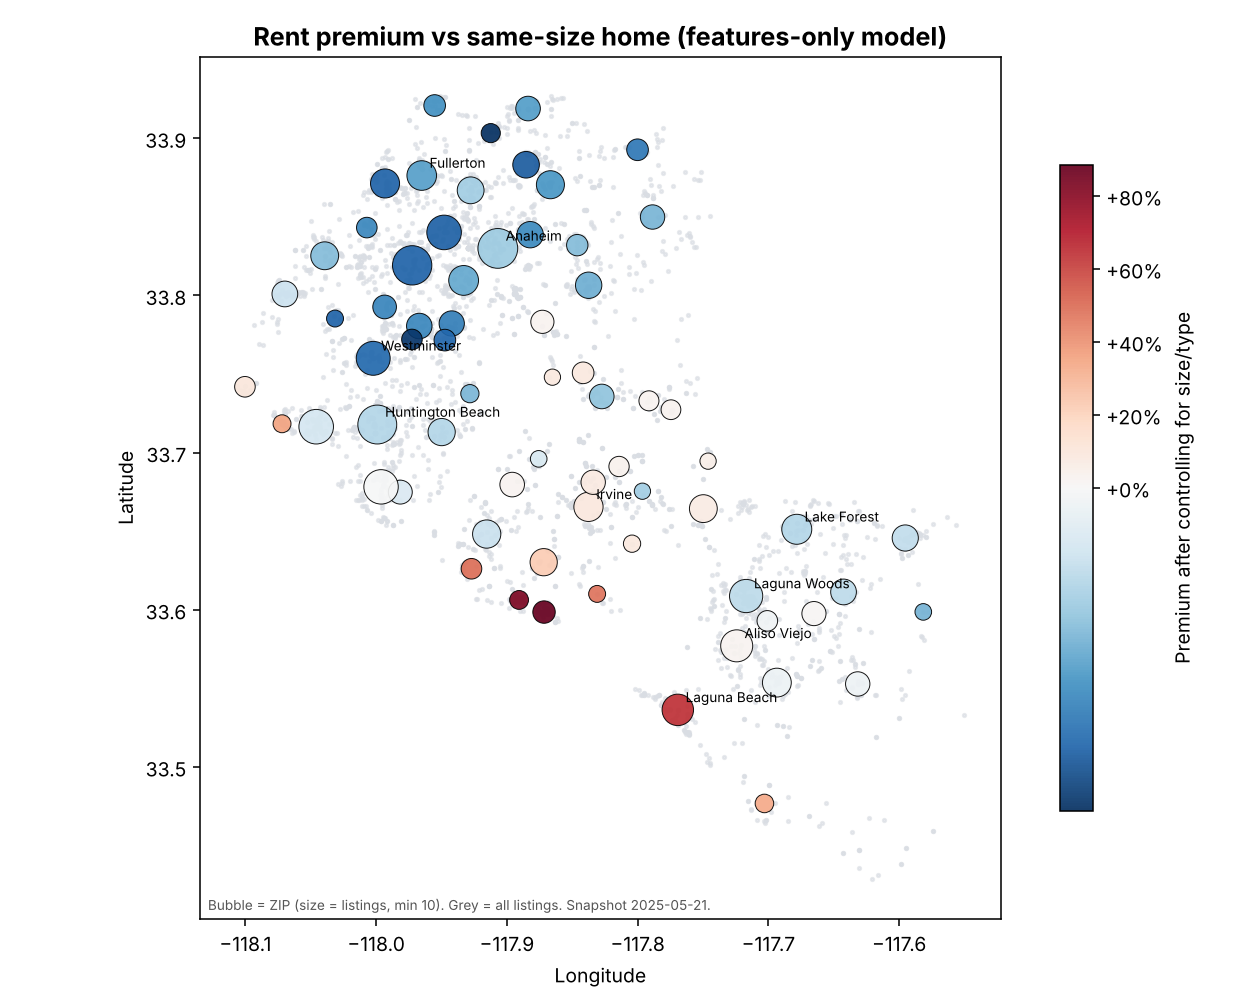 Rent premium vs same-size home (features-only model)
33.9
33.8
33.7
33.6
33.5
Latitude
Fullerton
Anaheim
Westminster
Huntington Beach
Irvine
Lake Forest
Laguna Woods
Aliso Viejo
Laguna Beach
Bubble = ZIP (size = listings, min 10). Grey = all listings. Snapshot 2025-05-21.
−118.1
−118.0
−117.9
−117.8
−117.7
−117.6
Longitude
+80%
+60%
+40%
+20%
+0%
Premium after controlling for size/type